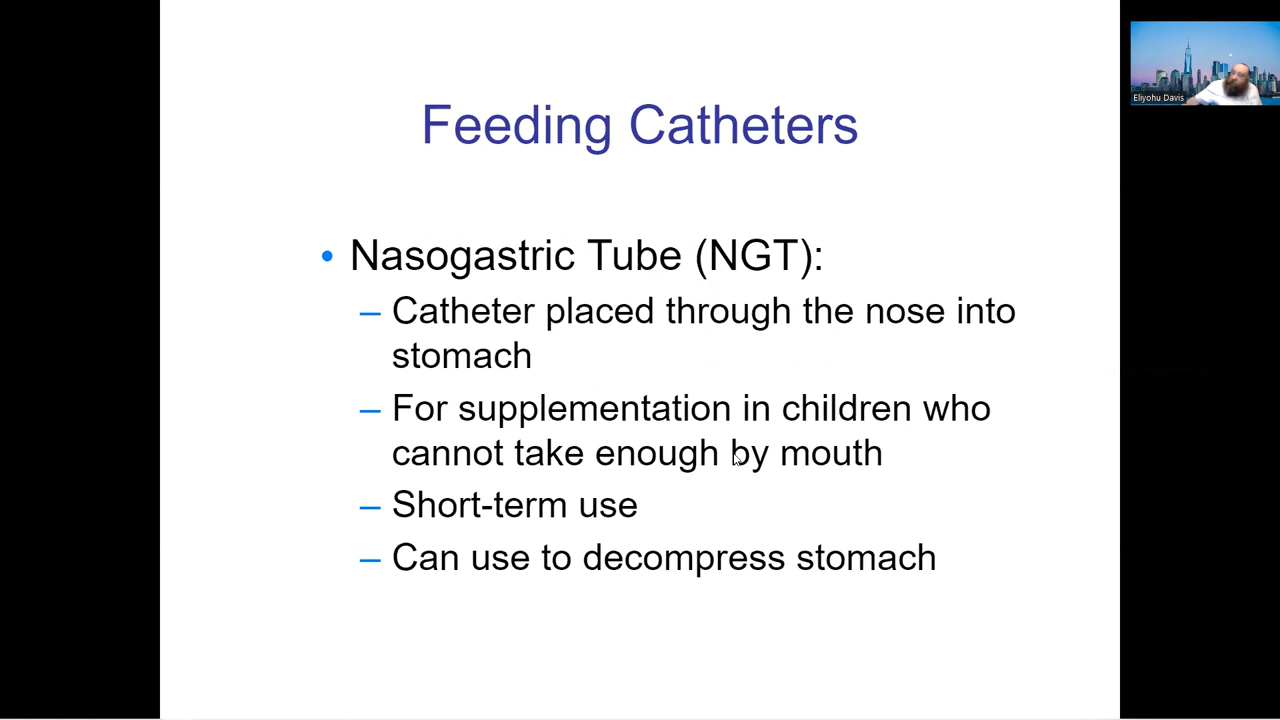 Feeding Catheters
• Nasogastric Tube (NGT):
– Catheter placed through the nose into
stomach
– For supplementation in children who
cannot take enough by mouth
– Short-term use
– Can use to decompress stomach
Eliyohu Davis